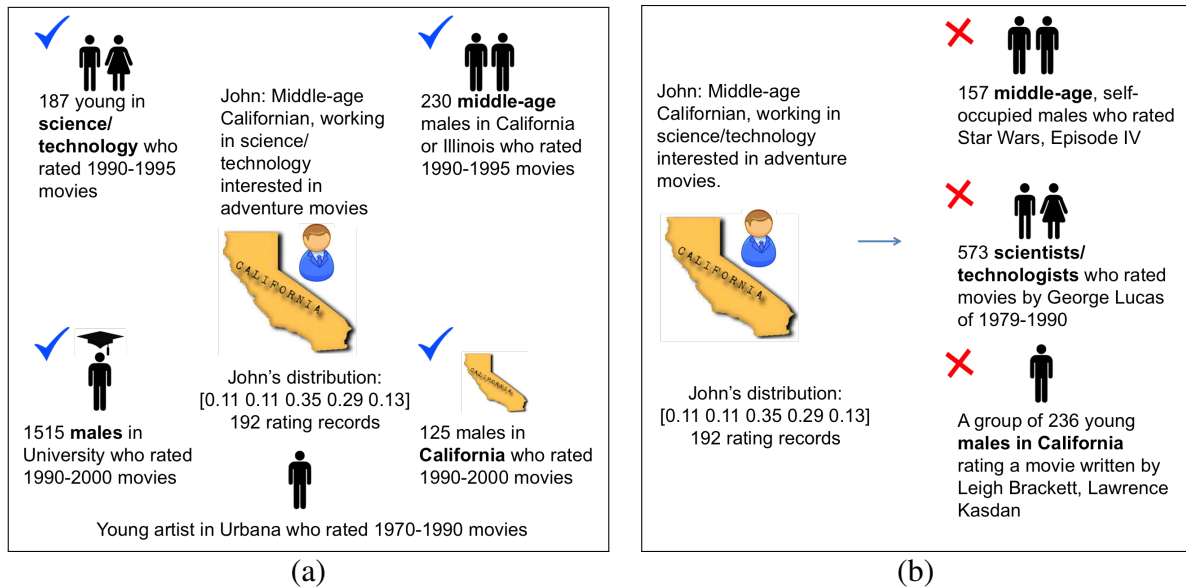 187 young in
science/
technology who
rated 1990-1995
movies
John: Middle-age
Californian, working
in science/
technology
interested in
adventure movies
230 middle-age
males in California
or Illinois who rated
1990-1995 movies
CALIFORNIA
1515 males in
University who rated
1990-2000 movies
John's distribution:
[0.11 0.11 0.35 0.29 0.13]
192 rating records
CALIFORNIA
125 males in
California who rated
1990-2000 movies
Young artist in Urbana who rated 1970-1990 movies
(a)
John: Middle-age
Californian, working in
science/technology
interested in adventure
movies.
CALIFORNIA
John's distribution:
[0.11 0.11 0.35 0.29 0.13]
192 rating records
157 middle-age, self-
occupied males who rated
Star Wars, Episode IV
573 scientists/
technologists who rated
movies by George Lucas
of 1979-1990
A group of 236 young
males in California
rating a movie written by
Leigh Brackett, Lawrence
Kasdan
(b)